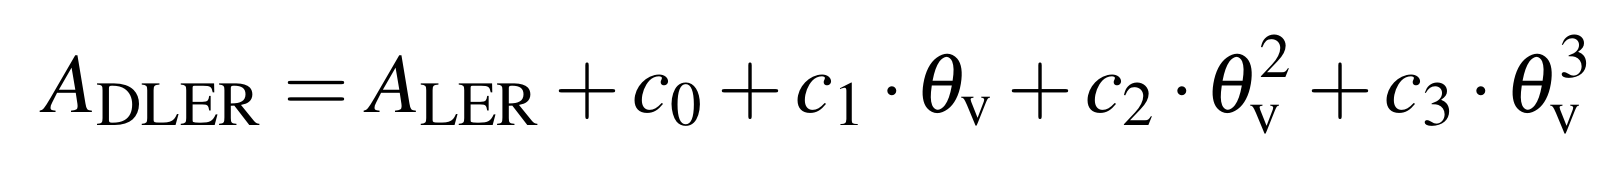 A_DLER = A_LER + c_0 + c_1 · θ_v + c_2 · θ_v^2 + c_3 · θ_v^3